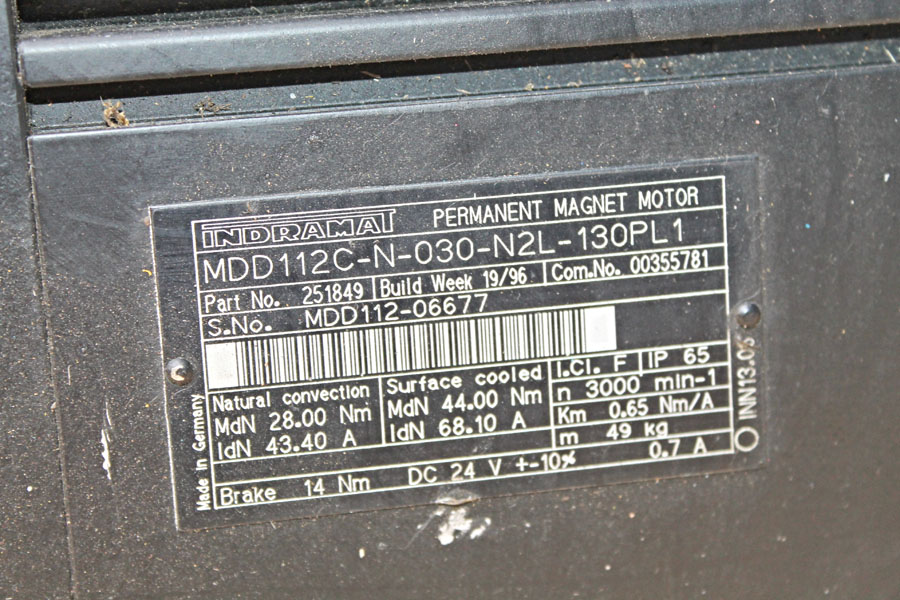 INDRAMAT PERMANENT MAGNET MOTOR
MDD112C-N-030-N2L-130PL1
Part No. 251849 Build Week 19/96 Com.No. 00355781
S.No. MDD112-06677
Natural convection
MdN 28.00 Nm
IdN 43.40 A
Surface cooled
MdN 44.00 Nm
IdN 68.10 A
I.Cl. F IP 65
n 3000 min-1
Km 0.65 Nm/A
m 49 kg
Brake 14 Nm DC 24 V +-10% 0.7 A
Made in Germany
INN13.03